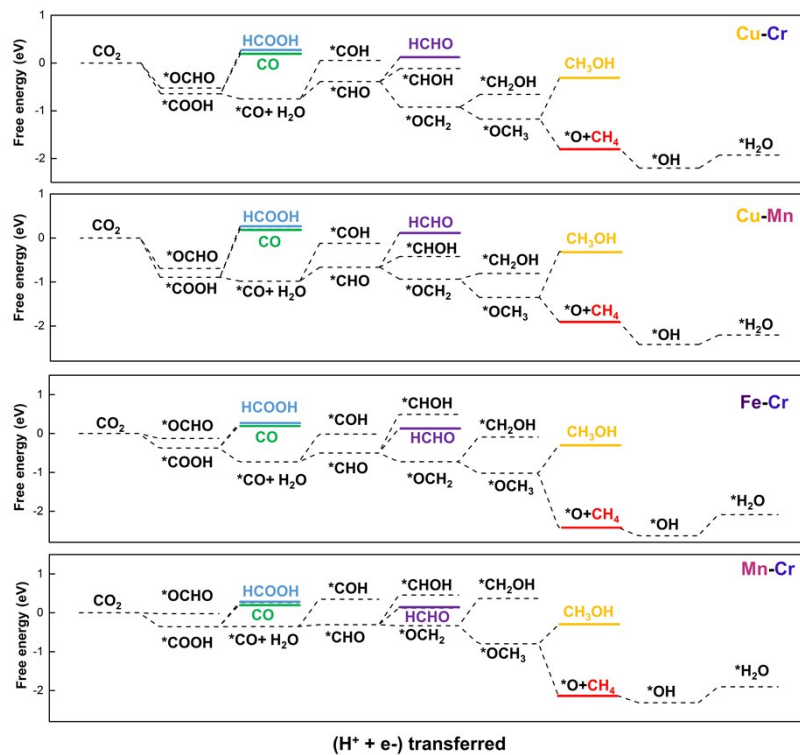 Free energy (eV)
1
0
-1
-2
Cu-Cr
CO₂
*OCHO
*COOH
HCOOH
CO
*CO+ H₂O
*COH
*CHO
HCHO
*CHOH
*OCH₂
*CH₂OH
*OCH₃
CH₃OH
*O+CH₄
*OH
*H₂O
Free energy (eV)
1
0
-1
-2
Cu-Mn
CO₂
*OCHO
*COOH
HCOOH
CO
*CO+ H₂O
*COH
*CHO
HCHO
*CHOH
*OCH₂
*CH₂OH
*OCH₃
CH₃OH
*O+CH₄
*OH
*H₂O
Free energy (eV)
1
0
-1
-2
Fe-Cr
CO₂
*OCHO
*COOH
HCOOH
CO
*CO+ H₂O
*COH
*CHO
*CHOH
HCHO
*OCH₂
*CH₂OH
*OCH₃
CH₃OH
*O+CH₄
*OH
*H₂O
Free energy (eV)
1
0
-1
-2
Mn-Cr
CO₂
*OCHO
*COOH
HCOOH
CO
*CO+ H₂O
*COH
*CHO
*CHOH
HCHO
*OCH₂
*CH₂OH
*OCH₃
CH₃OH
*O+CH₄
*OH
*H₂O
(H⁺ + e-) transferred